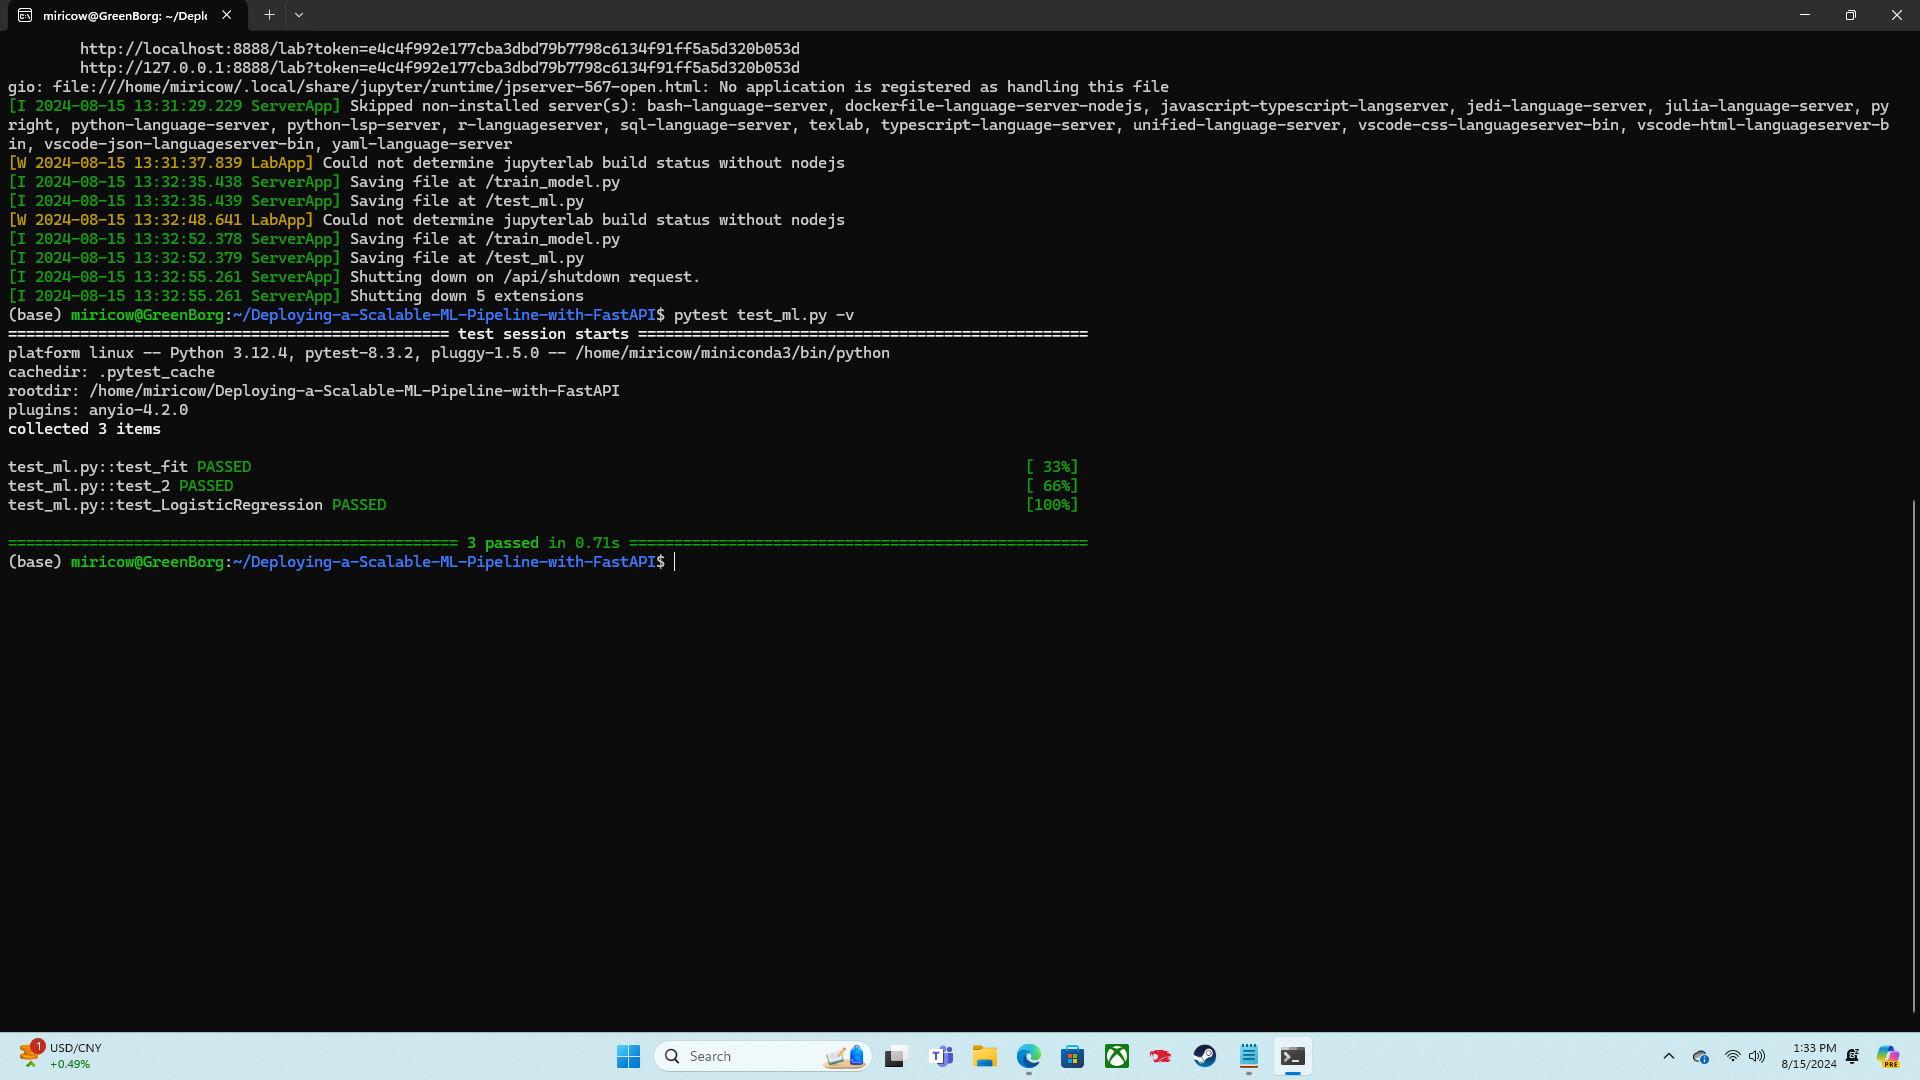 miricow@GreenBorg: ~/Deplo
http://localhost:8888/lab?token=e4c4f992e177cba3dbd79b7798c6134f91ff5a5d320b053d
http://127.0.0.1:8888/lab?token=e4c4f992e177cba3dbd79b7798c6134f91ff5a5d320b053d
gio: file:///home/miricow/.local/share/jupyter/runtime/jpserver-567-open.html: No application is registered as handling this file
[I 2024-08-15 13:31:29.229 ServerApp] Skipped non-installed server(s): bash-language-server, dockerfile-language-server-nodejs, javascript-typescript-langserver, jedi-language-server, julia-language-server, py
right, python-language-server, python-lsp-server, r-languageserver, sql-language-server, texlab, typescript-language-server, unified-language-server, vscode-css-languageserver-bin, vscode-html-languageserver-b
in, vscode-json-languageserver-bin, yaml-language-server
[W 2024-08-15 13:31:37.839 LabApp] Could not determine jupyterlab build status without nodejs
[I 2024-08-15 13:32:35.438 ServerApp] Saving file at /train_model.py
[I 2024-08-15 13:32:35.439 ServerApp] Saving file at /test_ml.py
[W 2024-08-15 13:32:48.641 LabApp] Could not determine jupyterlab build status without nodejs
[I 2024-08-15 13:32:52.378 ServerApp] Saving file at /train_model.py
[I 2024-08-15 13:32:52.379 ServerApp] Saving file at /test_ml.py
[I 2024-08-15 13:32:55.261 ServerApp] Shutting down on /api/shutdown request.
[I 2024-08-15 13:32:55.261 ServerApp] Shutting down 5 extensions
(base) miricow@GreenBorg:~/Deploying-a-Scalable-ML-Pipeline-with-FastAPI$ pytest test_ml.py -v
================================================= test session starts ==================================================
platform linux -- Python 3.12.4, pytest-8.3.2, pluggy-1.5.0 -- /home/miricow/miniconda3/bin/python
cachedir: .pytest_cache
rootdir: /home/miricow/Deploying-a-Scalable-ML-Pipeline-with-FastAPI
plugins: anyio-4.2.0
collected 3 items
test_ml.py::test_fit PASSED [ 33%]
test_ml.py::test_2 PASSED [ 66%]
test_ml.py::test_LogisticRegression PASSED [100%]
================================================== 3 passed in 0.71s ===================================================
(base) miricow@GreenBorg:~/Deploying-a-Scalable-ML-Pipeline-with-FastAPI$
1
USD/CNY
+0.49%
Search
1:33 PM
8/15/2024
PRE